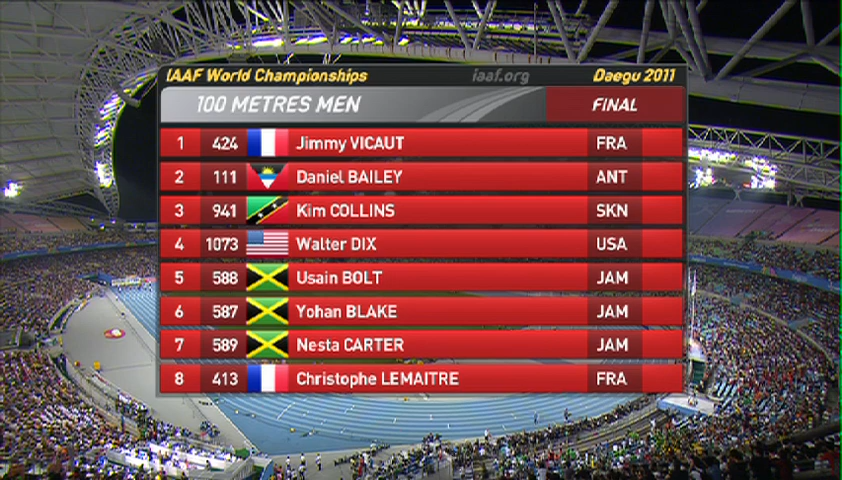 IAAF World Championships iaaf.org Daegu 2011
100 METRES MEN FINAL
1 424 Jimmy VICAUT FRA
2 111 Daniel BAILEY ANT
3 941 Kim COLLINS SKN
4 1073 Walter DIX USA
5 588 Usain BOLT JAM
6 587 Yohan BLAKE JAM
7 589 Nesta CARTER JAM
8 413 Christophe LEMAITRE FRA